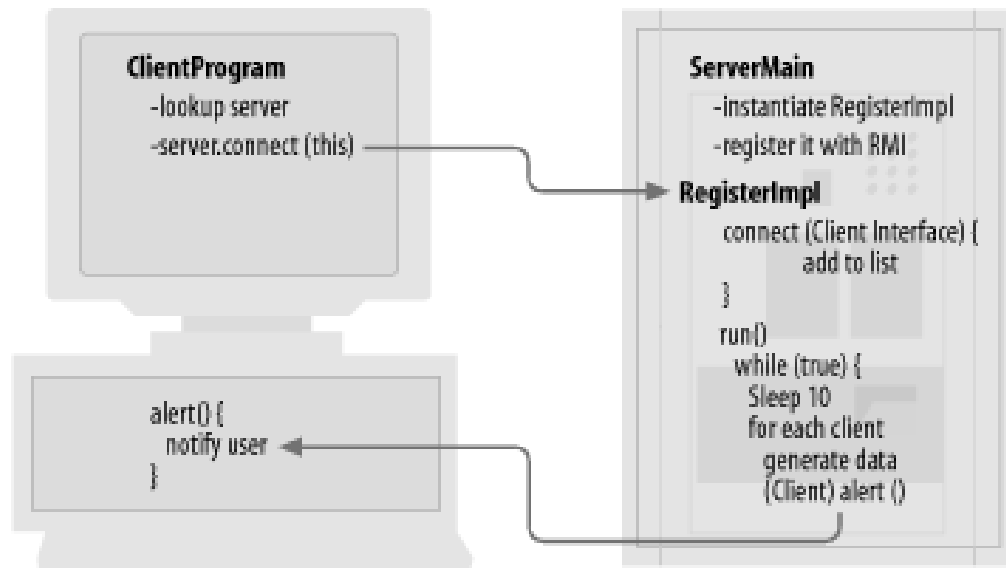 ClientProgram
-lookup server
-server.connect (this)
alert() {
notify user
}
ServerMain
-instantiate RegisterImpl
-register it with RMI
RegisterImpl
connect (Client Interface) {
add to list
}
run()
while (true) {
Sleep 10
for each client
generate data
(Client) alert ()